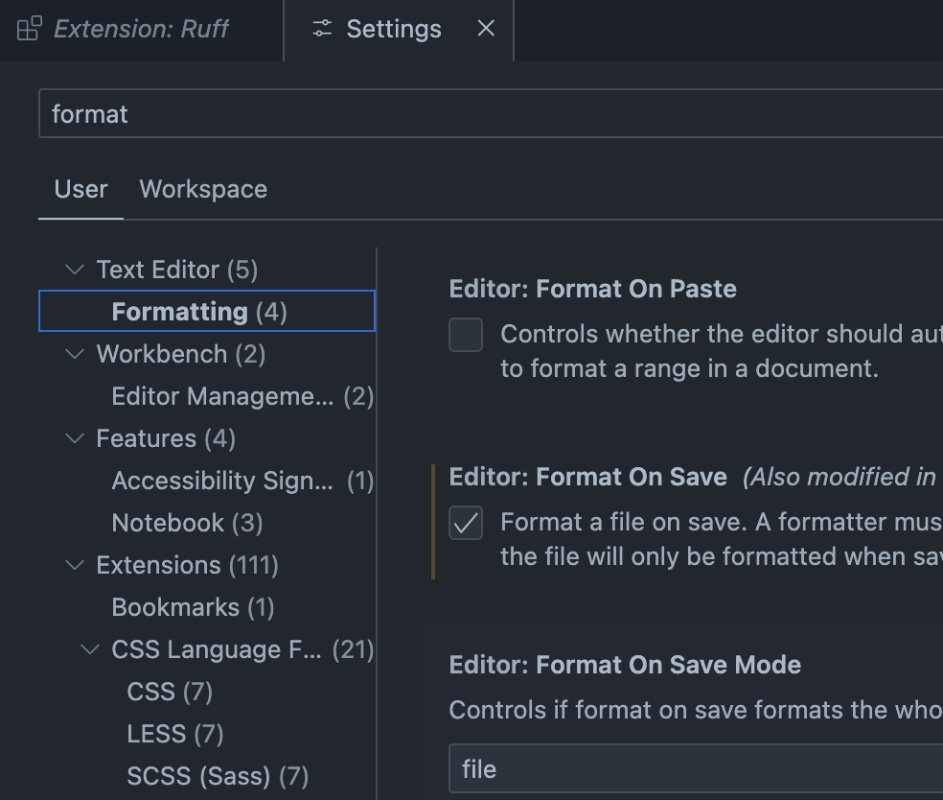 Extension: Ruff
Settings
format
User Workspace
Text Editor (5)
Formatting (4)
Workbench (2)
Editor Manageme... (2)
Features (4)
Accessibility Sign... (1)
Notebook (3)
Extensions (111)
Bookmarks (1)
CSS Language F... (21)
CSS (7)
LESS (7)
SCSS (Sass) (7)
Editor: Format On Paste
Controls whether the editor should
to format a range in a document.
Editor: Format On Save (Also modified in
Format a file on save. A formatter
the file will only be formatted when
Editor: Format On Save Mode
Controls if format on save formats the
file